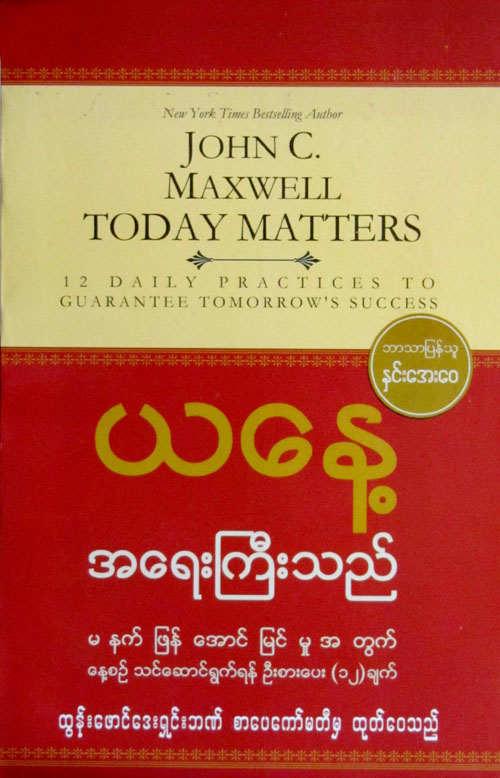 New York Times Bestselling Author
JOHN C.
MAXWELL
TODAY MATTERS
12 DAILY PRACTICES TO
GUARANTEE TOMORROW'S SUCCESS
ဘာသာပြန်သူ
နှင်းအေးဝေ
ယနေ့
အရေးကြီးသည်
မ နက် ဖြန် အောင် မြင် မှု အ တွက်
နေ့စဉ် သင်ဆောင်ရွက်ရန် ဦးစားပေး (၁၂)ချက်
ထွန်းဖောင်ဒေးရှင်းဘဏ် စာပေကော်မတီမှ ထုတ်ဝေသည်